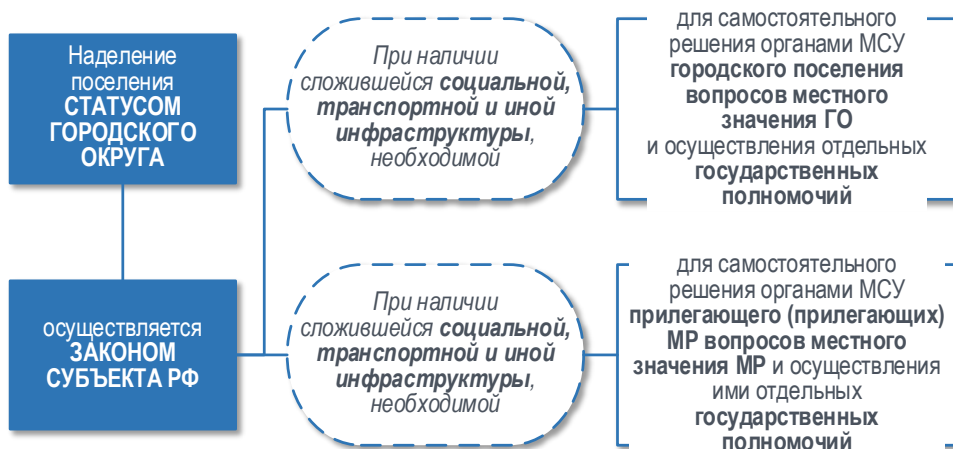 Наделение
поселения
СТАТУСОМ
ГОРОДСКОГО
ОКРУГА
При наличии
сложившейся социальной,
транспортной и иной
инфраструктуры,
необходимой
для самостоятельного
решения органами МСУ
городского поселения
вопросов местного
значения ГО
и осуществления отдельных
государственных
полномочий
осуществляется
ЗАКОНОМ
СУБЪЕКТА РФ
При наличии
сложившейся социальной,
транспортной и иной
инфраструктуры,
необходимой
для самостоятельного
решения органами МСУ
прилегающего (прилегающих)
МР вопросов местного
значения МР и осуществления
ими отдельных
государственных
полномочий